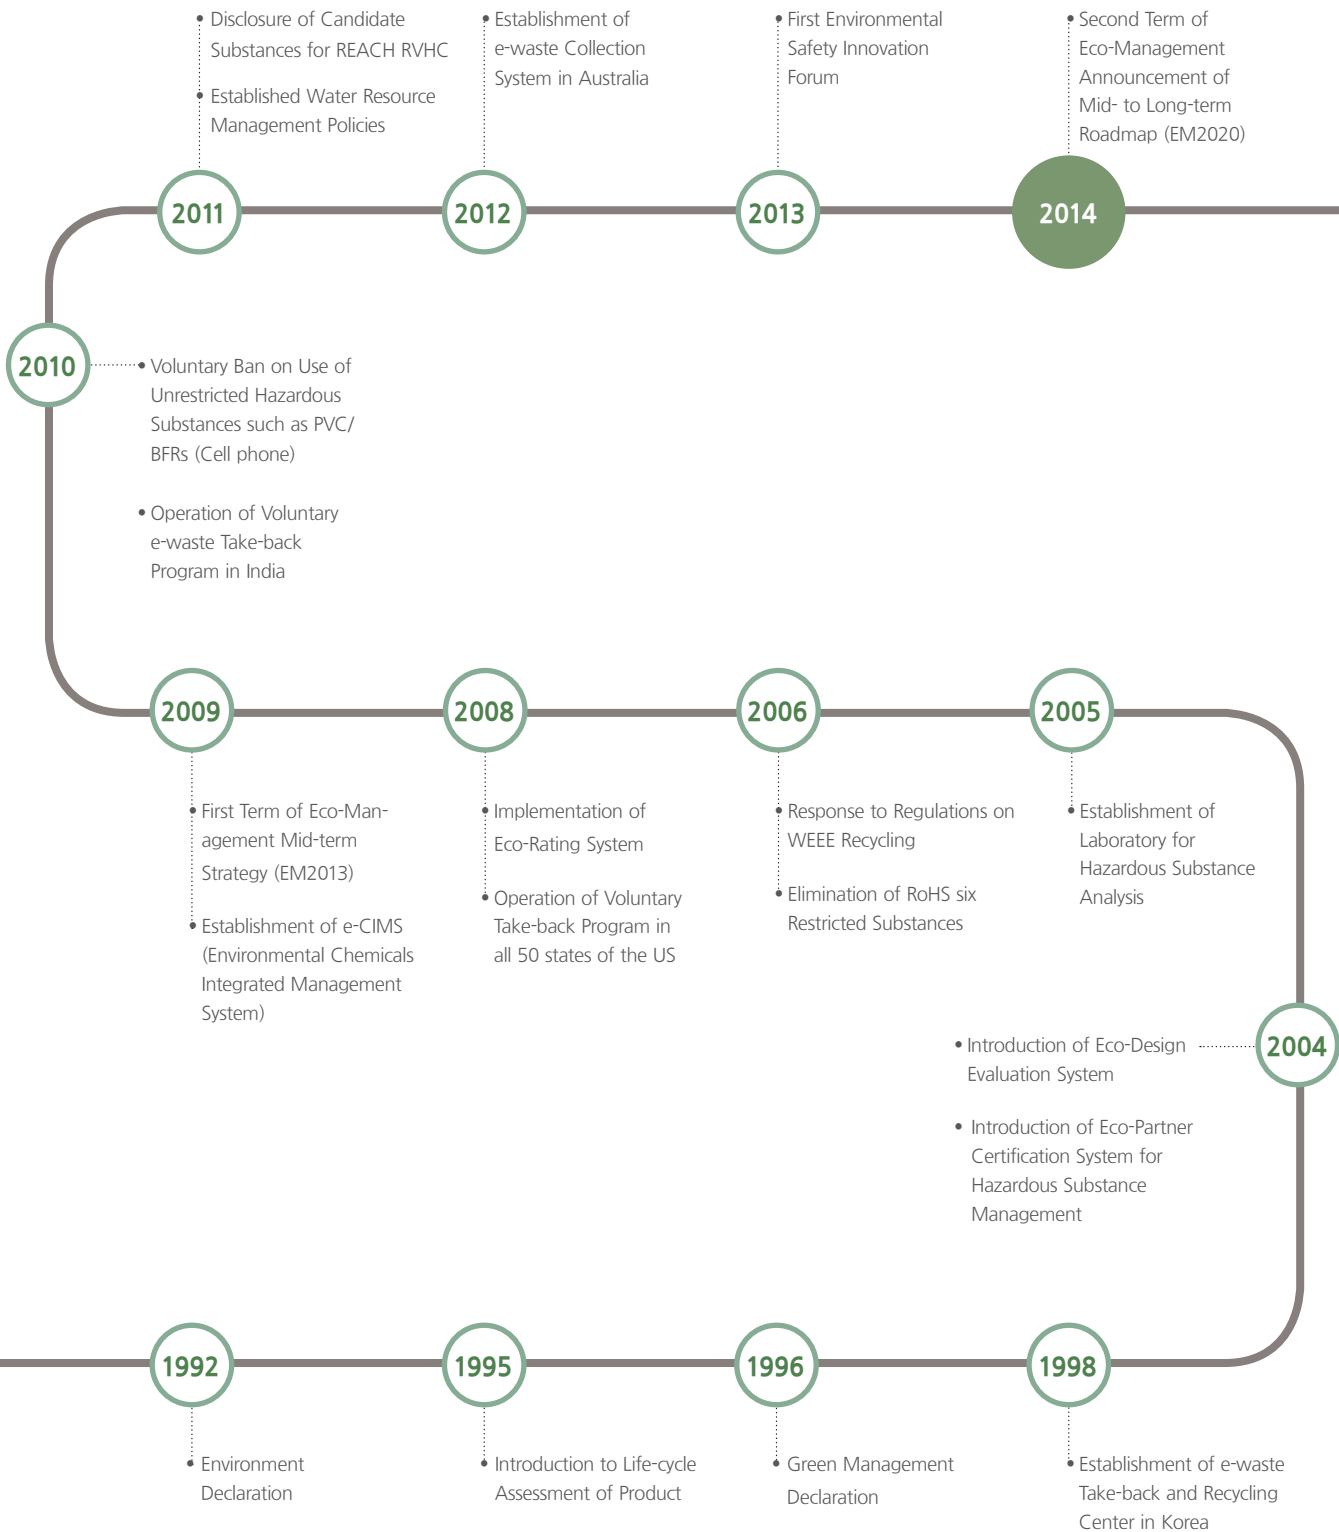 • Disclosure of Candidate
Substances for REACH RVHC
• Established Water Resource
Management Policies
• Establishment of
e-waste Collection
System in Australia
• First Environmental
Safety Innovation
Forum
• Second Term of
Eco-Management
Announcement of
Mid- to Long-term
Roadmap (EM2020)
2011
2012
2013
2014
2010
• Voluntary Ban on Use of
Unrestricted Hazardous
Substances such as PVC/
BFRs (Cell phone)
• Operation of Voluntary
e-waste Take-back
Program in India
2009
2008
2006
2005
• First Term of Eco-Man-
agement Mid-term
Strategy (EM2013)
• Establishment of e-CIMS
(Environmental Chemicals
Integrated Management
System)
• Implementation of
Eco-Rating System
• Operation of Voluntary
Take-back Program in
all 50 states of the US
• Response to Regulations on
WEEE Recycling
• Elimination of RoHS six
Restricted Substances
• Establishment of
Laboratory for
Hazardous Substance
Analysis
• Introduction of Eco-Design
Evaluation System
2004
• Introduction of Eco-Partner
Certification System for
Hazardous Substance
Management
1992
1995
1996
1998
• Environment
Declaration
• Introduction to Life-cycle
Assessment of Product
• Green Management
Declaration
• Establishment of e-waste
Take-back and Recycling
Center in Korea